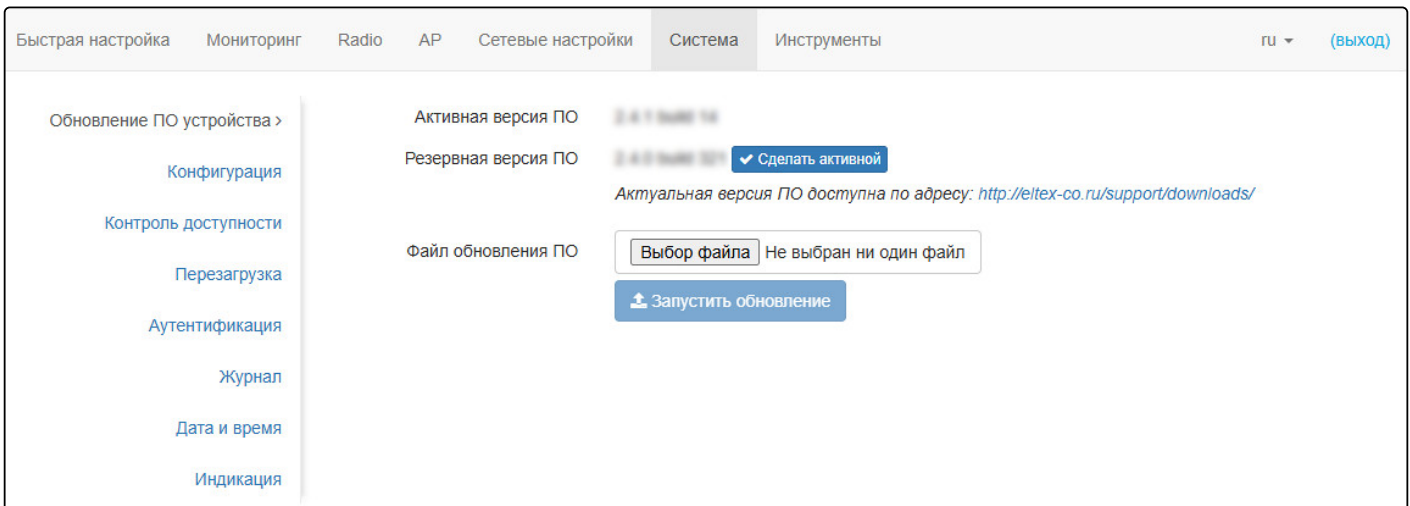 Быстрая настройка Мониторинг Radio AP Сетевые настройки Система Инструменты ru (выход)
Обновление ПО устройства >
Конфигурация
Контроль доступности
Перезагрузка
Аутентификация
Журнал
Дата и время
Индикация
Активная версия ПО
Резервная версия ПО Сделать активной
Актуальная версия ПО доступна по адресу: http://eltex-co.ru/support/downloads/
Файл обновления ПО Выбор файла Не выбран ни один файл
Запустить обновление